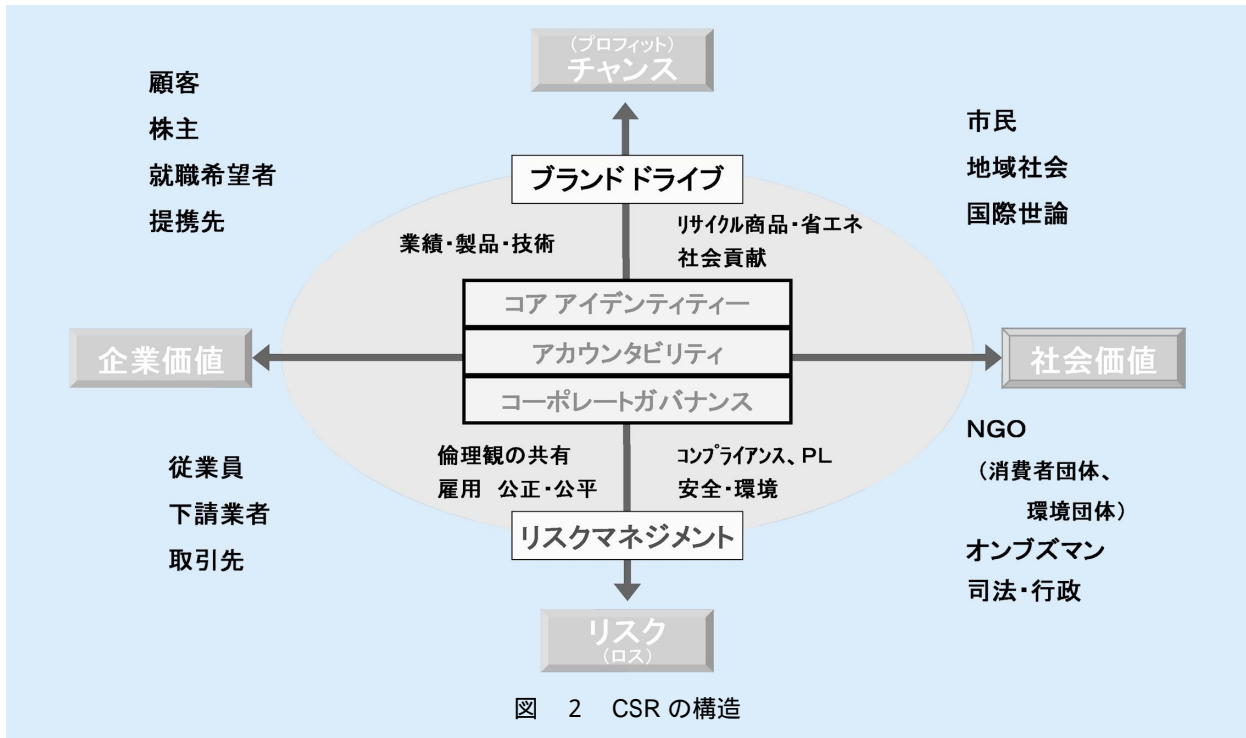 (プロフィット)
チャンス
顧客
株主
就職希望者
提携先
市民
地域社会
国際世論
ブランドドライブ
業績・製品・技術
ﾘｻｲｸﾙ商品・省エネ
社会貢献
コア アイデンティティー
アカウンタビリティ
コーポレートガバナンス
企業価値
社会価値
倫理観の共有
雇用 公正・公平
ｺﾝﾌﾟﾗｲｱﾝｽ、PL
安全・環境
リスクマネジメント
従業員
下請業者
取引先
NGO
(消費者団体、
環境団体)
オンブズマン
司法・行政
リスク
(ロス)
図 2 CSR の構造